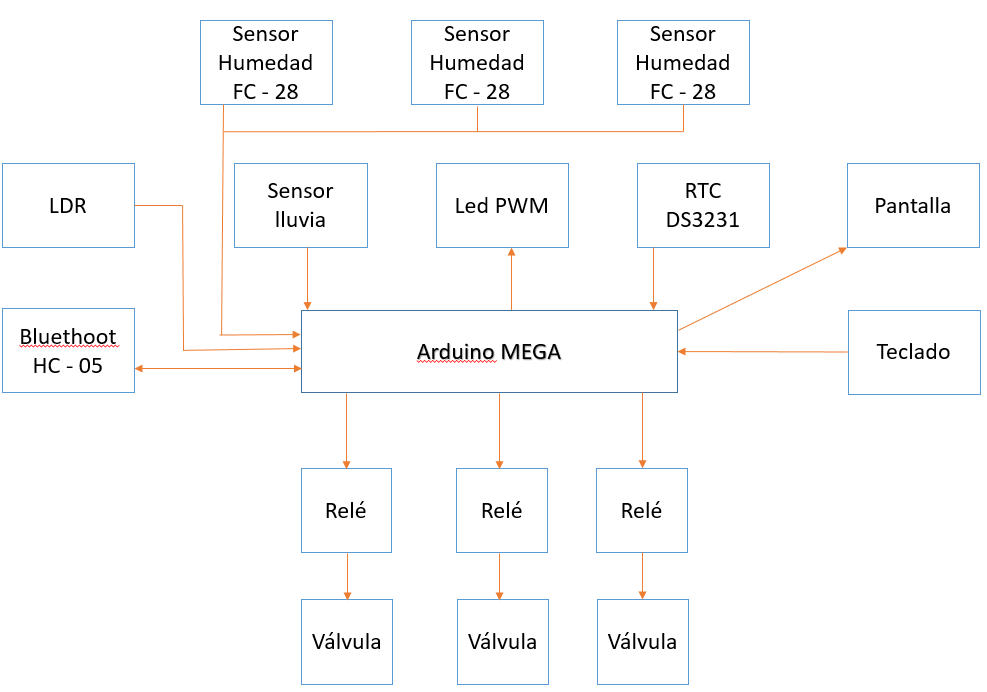 Sensor
Humedad
FC - 28
Sensor
Humedad
FC - 28
Sensor
Humedad
FC - 28
LDR
Sensor
lluvia
Led PWM
RTC
DS3231
Pantalla
Bluethoot
HC - 05
Arduino MEGA
Teclado
Relé
Relé
Relé
Válvula
Válvula
Válvula